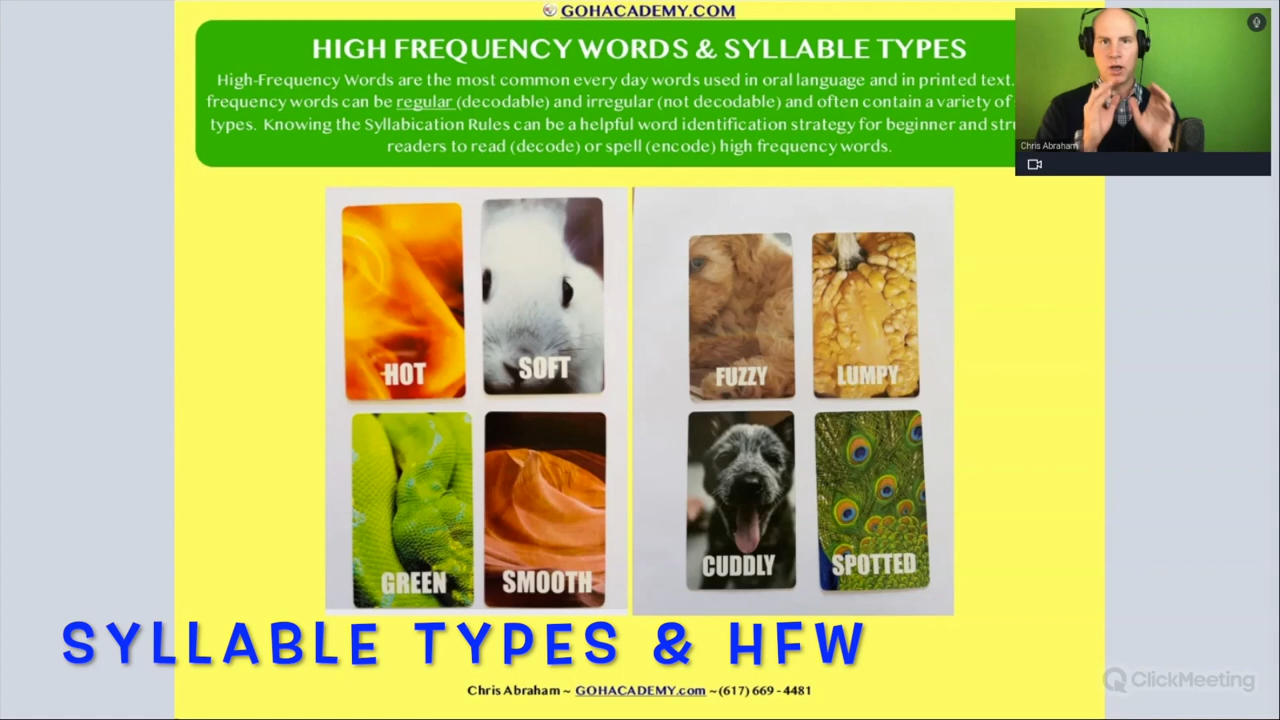 GOHACADEMY.COM
HIGH FREQUENCY WORDS & SYLLABLE TYPES
High-Frequency Words are the most common every day words used in oral language and in printed text.
frequency words can be regular (decodable) and irregular (not decodable) and often contain a variety of
types. Knowing the Syllabication Rules can be a helpful word identification strategy for beginner and
readers to read (decode) or spell (encode) high frequency words.
Chris Abraham
HOT
SOFT
FUZZY
LUMPY
GREEN
SMOOTH
CUDDLY
SPOTTED
SYLLABLE TYPES & HFW
ClickMeeting
Chris Abraham ~ GOHACADEMY.com ~(617) 669 - 4481